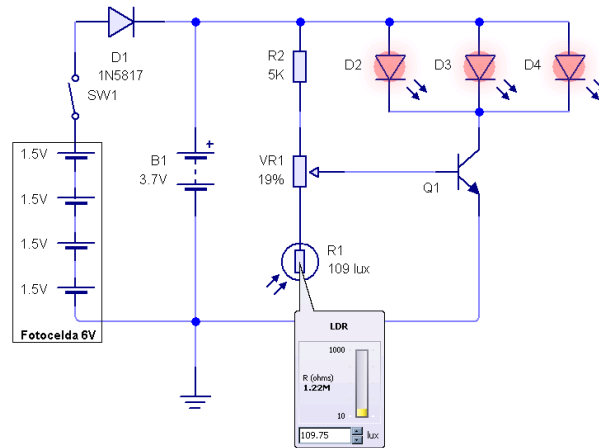 D1
1N5817
SW1
1.5V
1.5V
1.5V
1.5V
Fotocelda 6V
B1
3.7V
+
R2
5K
VR1
19%
R1
109 lux
D2
D3
D4
Q1
LDR
1000
R (ohms)
1.22M
10
109.75
lux